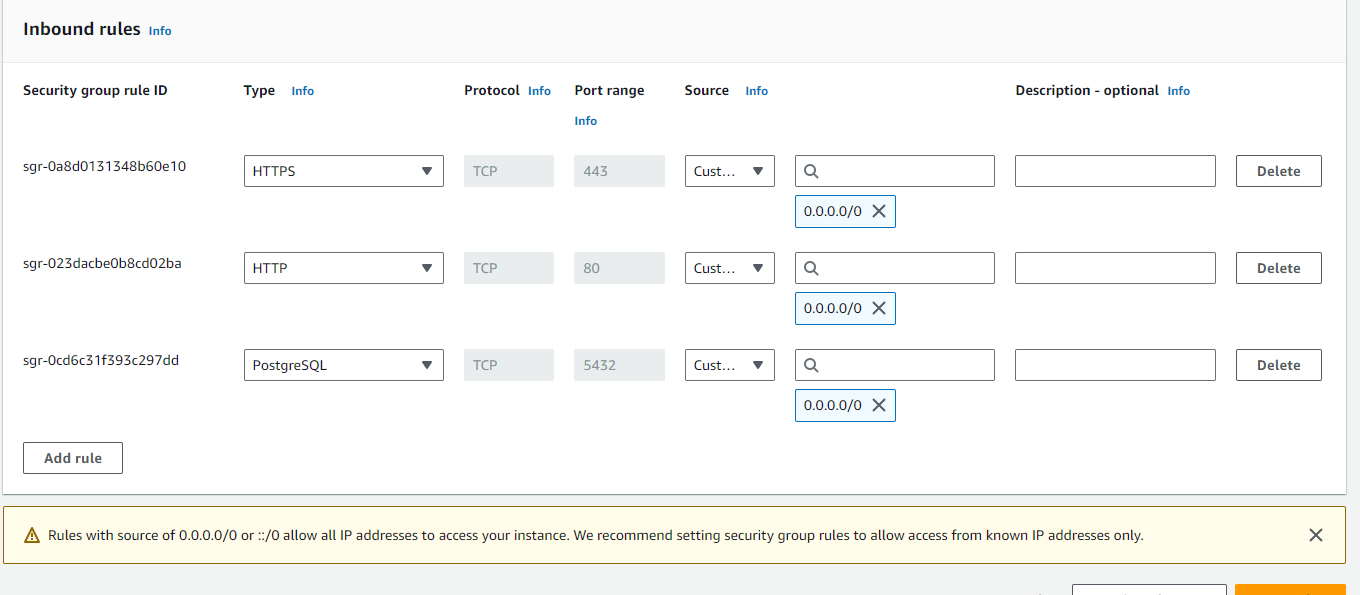 Inbound rules Info
Security group rule ID Type Info Protocol Info Port range Source Info Description - optional Info
Info
sgr-0a8d0131348b60e10 HTTPS TCP 443 Cust... Delete
0.0.0.0/0
sgr-023dacbe0b8cd02ba HTTP TCP 80 Cust... Delete
0.0.0.0/0
sgr-0cd6c31f393c297dd PostgreSQL TCP 5432 Cust... Delete
0.0.0.0/0
Add rule
Rules with source of 0.0.0.0/0 or ::/0 allow all IP addresses to access your instance. We recommend setting security group rules to allow access from known IP addresses only.